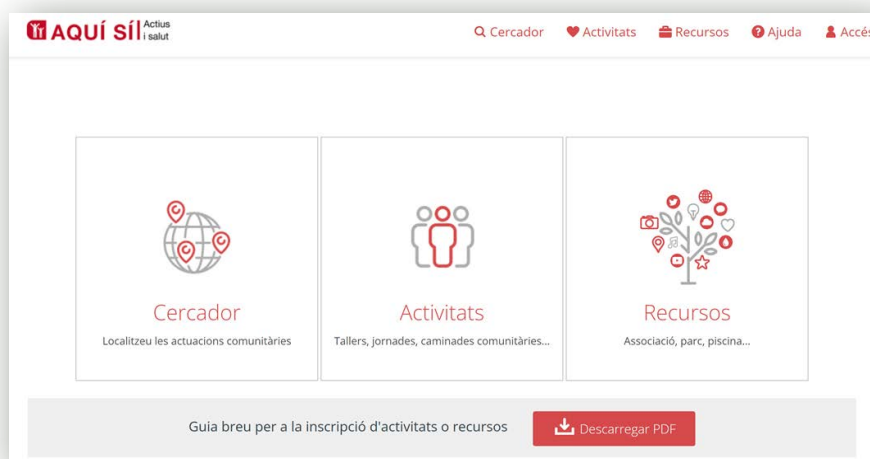 AQUÍ SÍ! Actius i salut
Cercador Activitats Recursos Ajuda Accés
Cercador
Localitzeu les actuacions comunitàries
Activitats
Tallers, jornades, caminades comunitàries...
Recursos
Associació, parc, piscina...
Guia breu per a la inscripció d'activitats o recursos Descarregar PDF